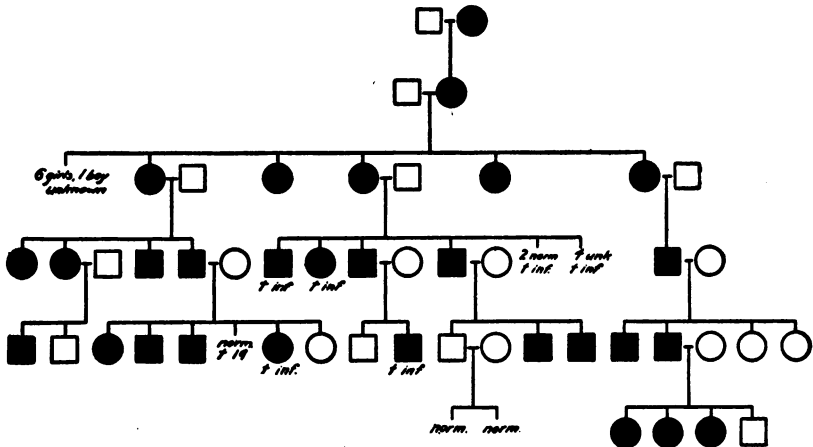 6 girls, 1 boy
unknown
† inf
† inf.
2 norm
† inf.
† unk
† inf
norm.
† 19
† inf.
† inf
norm. norm.